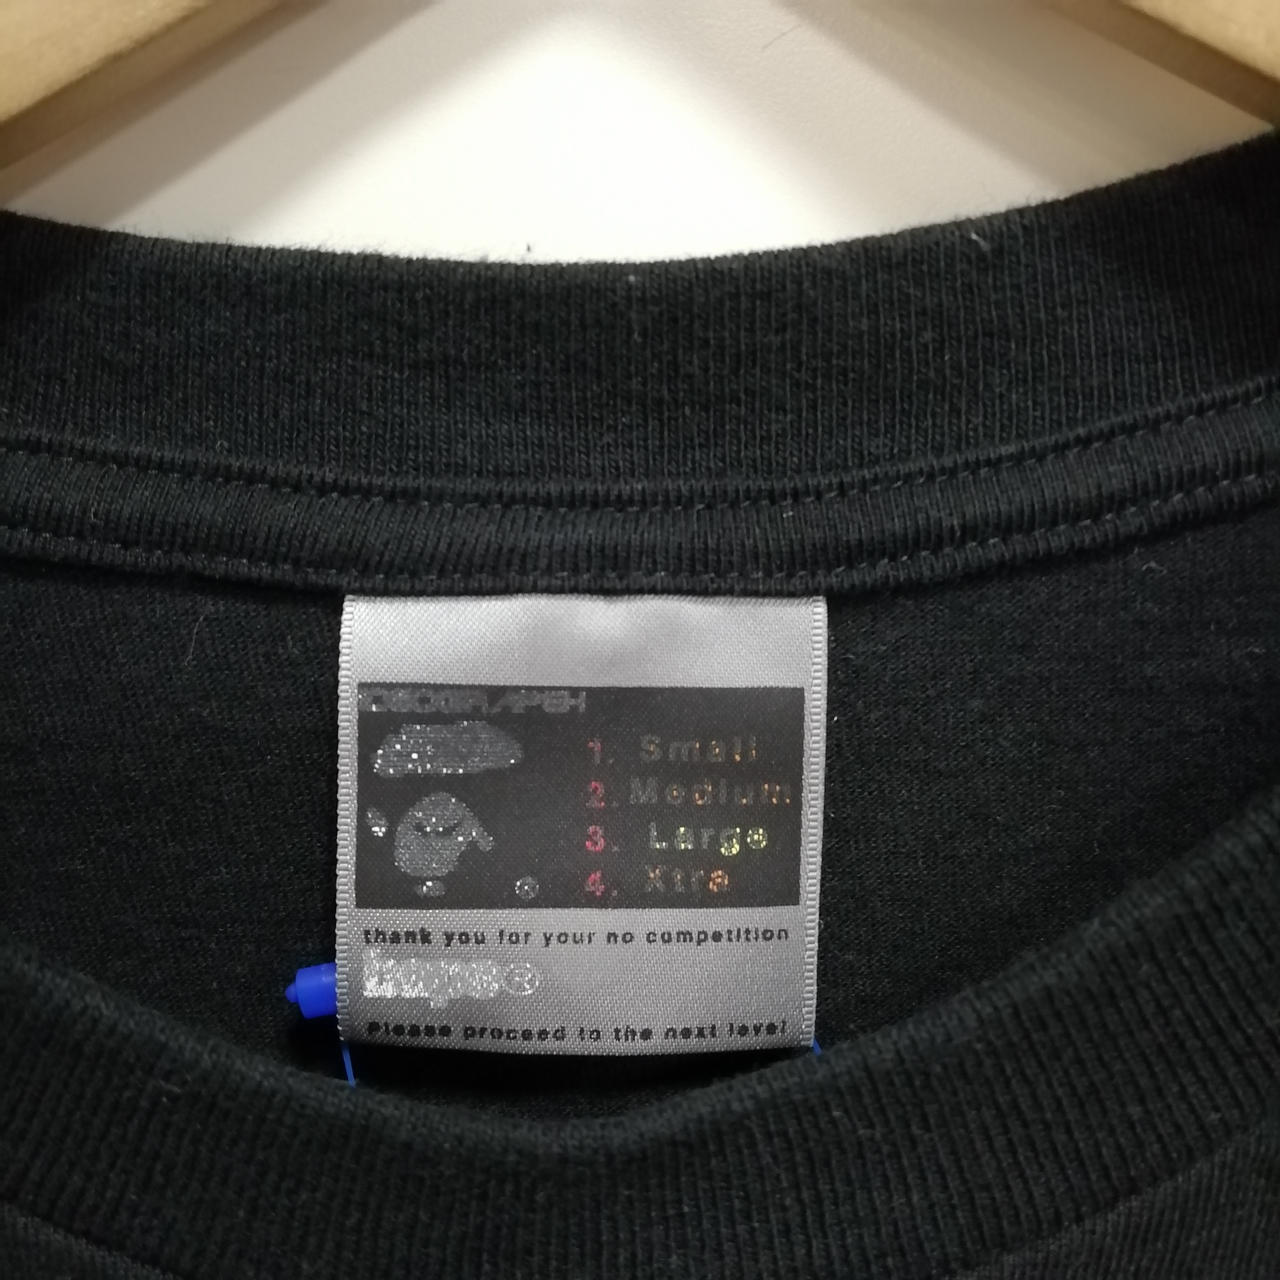 1. Small
2. Medium
3. Large
4. Xtra
thank you for your no competition
Please proceed to the next level